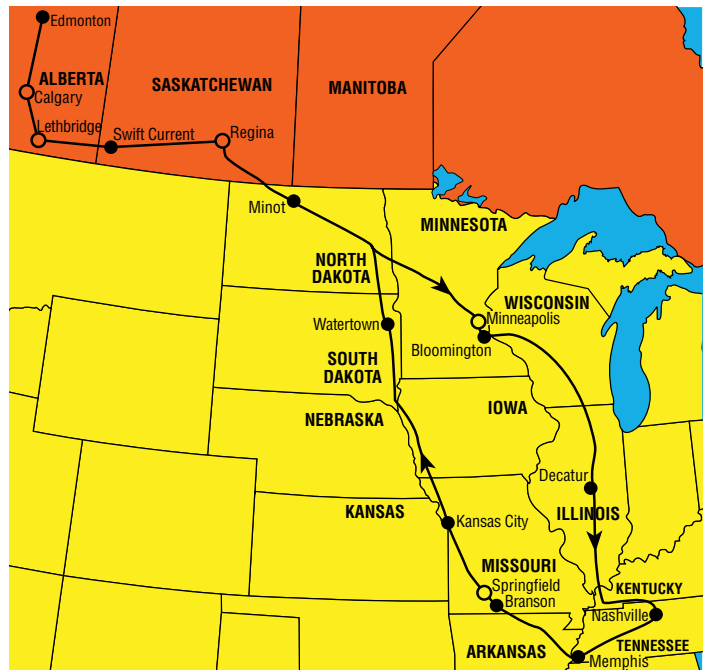 Edmonton
ALBERTA
SASKATCHEWAN
MANITOBA
Calgary
Lethbridge
Swift Current
Regina
Minot
MINNESOTA
NORTH
DAKOTA
WISCONSIN
Minneapolis
Watertown
Bloomington
SOUTH
DAKOTA
NEBRASKA
IOWA
Decatur
KANSAS
ILLINOIS
Kansas City
MISSOURI
Springfield
Branson
KENTUCKY
Nashville
ARKANSAS
TENNESSEE
Memphis